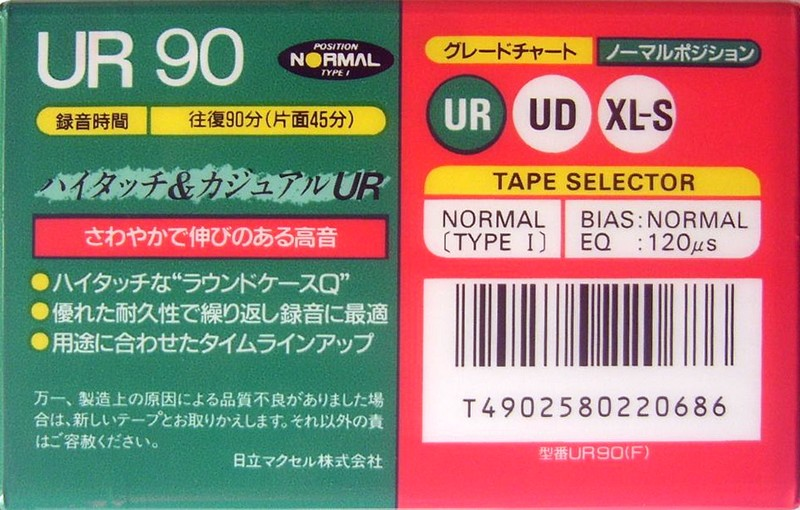 UR 90
POSITION
NORMAL
TYPE I
録音時間
往復90分(片面45分)
ハイタッチ&カジュアルUR
さわやかで伸びのある高音
●ハイタッチな“ラウンドケースQ”
●優れた耐久性で繰り返し録音に最適
●用途に合わせたタイムラインアップ
万一、製造上の原因による品質不良がありました場
合は、新しいテープとお取りかえします。それ以外の責
はご容赦ください。
日立マクセル株式会社
グレードチャート
ノーマルポジション
UR UD XL-S
TAPE SELECTOR
NORMAL
[TYPE I]
BIAS:NORMAL
EQ :120μs
T4902580220686
型番UR90(F)